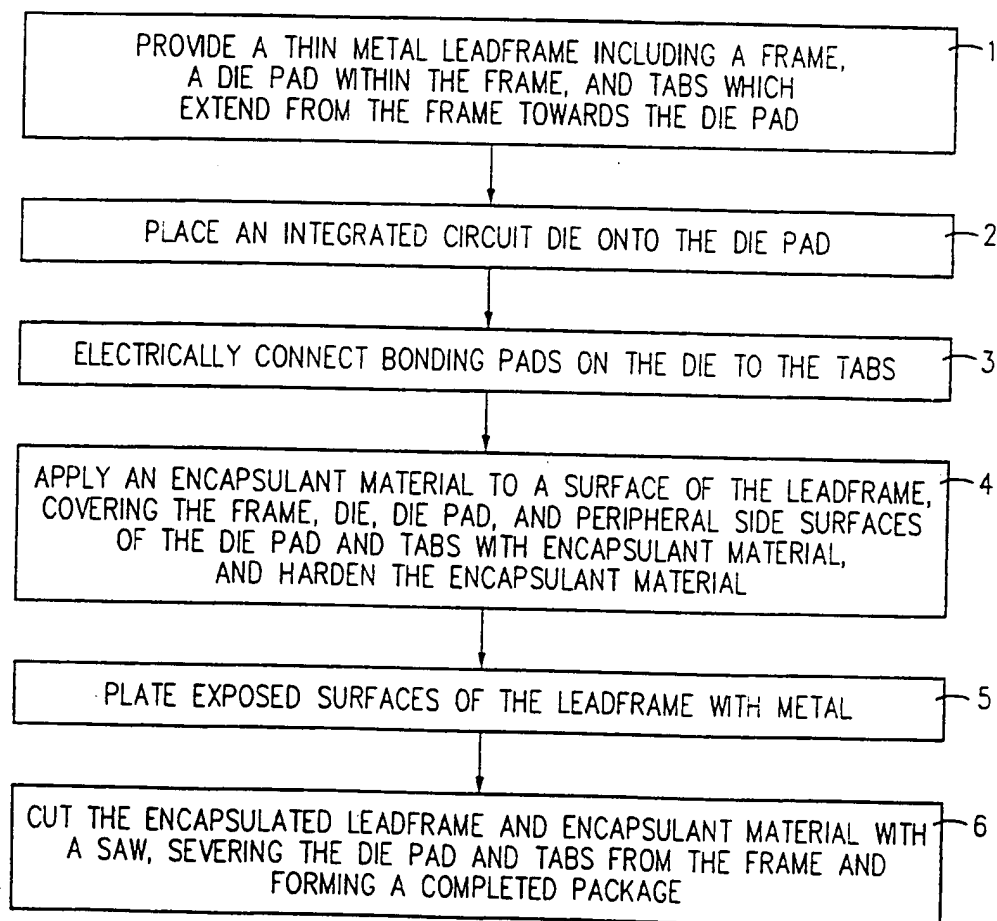 PROVIDE A THIN METAL LEADFRAME INCLUDING A FRAME,
A DIE PAD WITHIN THE FRAME, AND TABS WHICH
EXTEND FROM THE FRAME TOWARDS THE DIE PAD
1
PLACE AN INTEGRATED CIRCUIT DIE ONTO THE DIE PAD
2
ELECTRICALLY CONNECT BONDING PADS ON THE DIE TO THE TABS
3
APPLY AN ENCAPSULANT MATERIAL TO A SURFACE OF THE LEADFRAME,
COVERING THE FRAME, DIE, DIE PAD, AND PERIPHERAL SIDE SURFACES
OF THE DIE PAD AND TABS WITH ENCAPSULANT MATERIAL,
AND HARDEN THE ENCAPSULANT MATERIAL
4
PLATE EXPOSED SURFACES OF THE LEADFRAME WITH METAL
5
CUT THE ENCAPSULATED LEADFRAME AND ENCAPSULANT MATERIAL WITH
A SAW, SEVERING THE DIE PAD AND TABS FROM THE FRAME AND
FORMING A COMPLETED PACKAGE
6